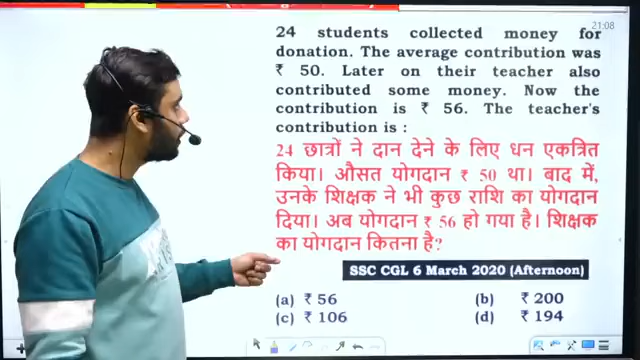 21:08
24 students collected money for
donation. The average contribution was
₹ 50. Later on their teacher also
contributed some money. Now the
contribution is ₹ 56. The teacher's
contribution is :
24 छात्रों ने दान देने के लिए धन एकत्रित
किया। औसत योगदान ₹ 50 था। बाद में,
उनके शिक्षक ने भी कुछ राशि का योगदान
दिया। अब योगदान ₹ 56 हो गया है। शिक्षक
का योगदान कितना है?
SSC CGL 6 March 2020 (Afternoon)
(a) ₹ 56 (b) ₹ 200
(c) ₹ 106 (d) ₹ 194